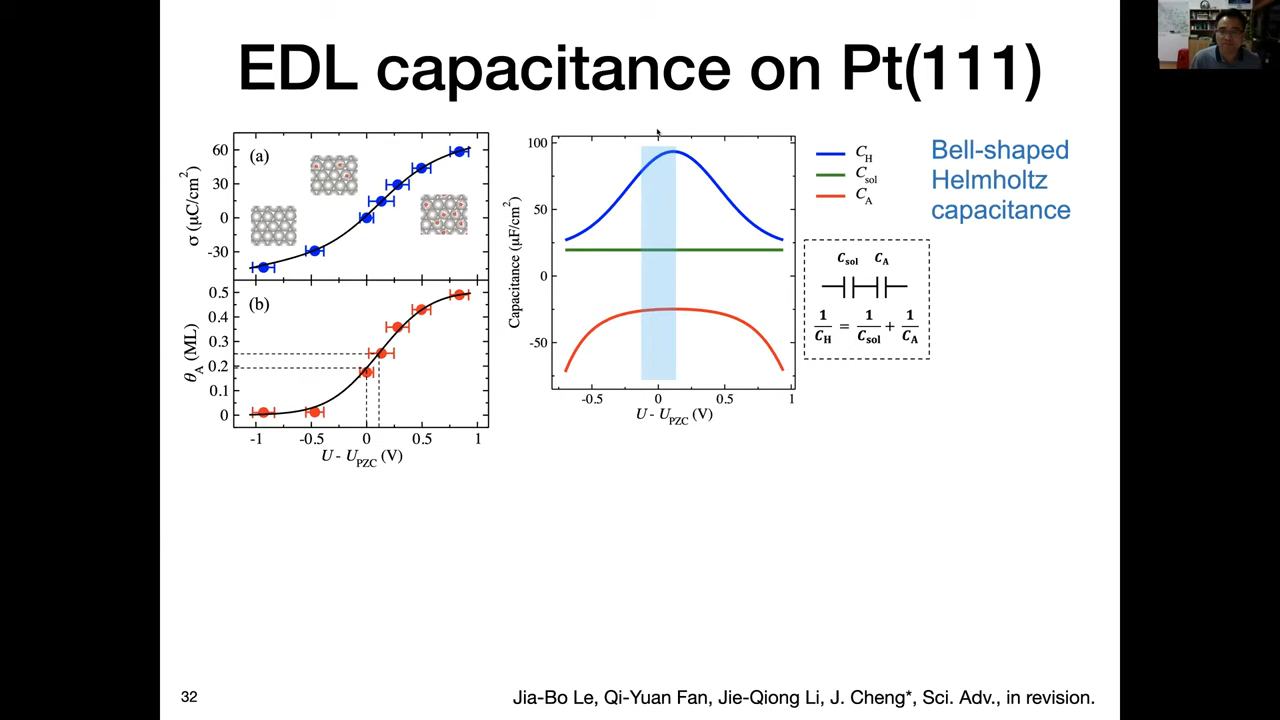 EDL capacitance on Pt(111)
(a)
60
30
0
-30
σ (μC/cm²)
(b)
0.5
0.4
0.3
0.2
0.1
0
θA (ML)
-1 -0.5 0 0.5 1
U - UPZC (V)
100
50
0
-50
Capacitance (μF/cm²)
-0.5 0 0.5 1
U - UPZC (V)
CH
Csol
CA
Bell-shaped
Helmholtz
capacitance
Csol CA
1/CH = 1/Csol + 1/CA
32
Jia-Bo Le, Qi-Yuan Fan, Jie-Qiong Li, J. Cheng*, Sci. Adv., in revision.